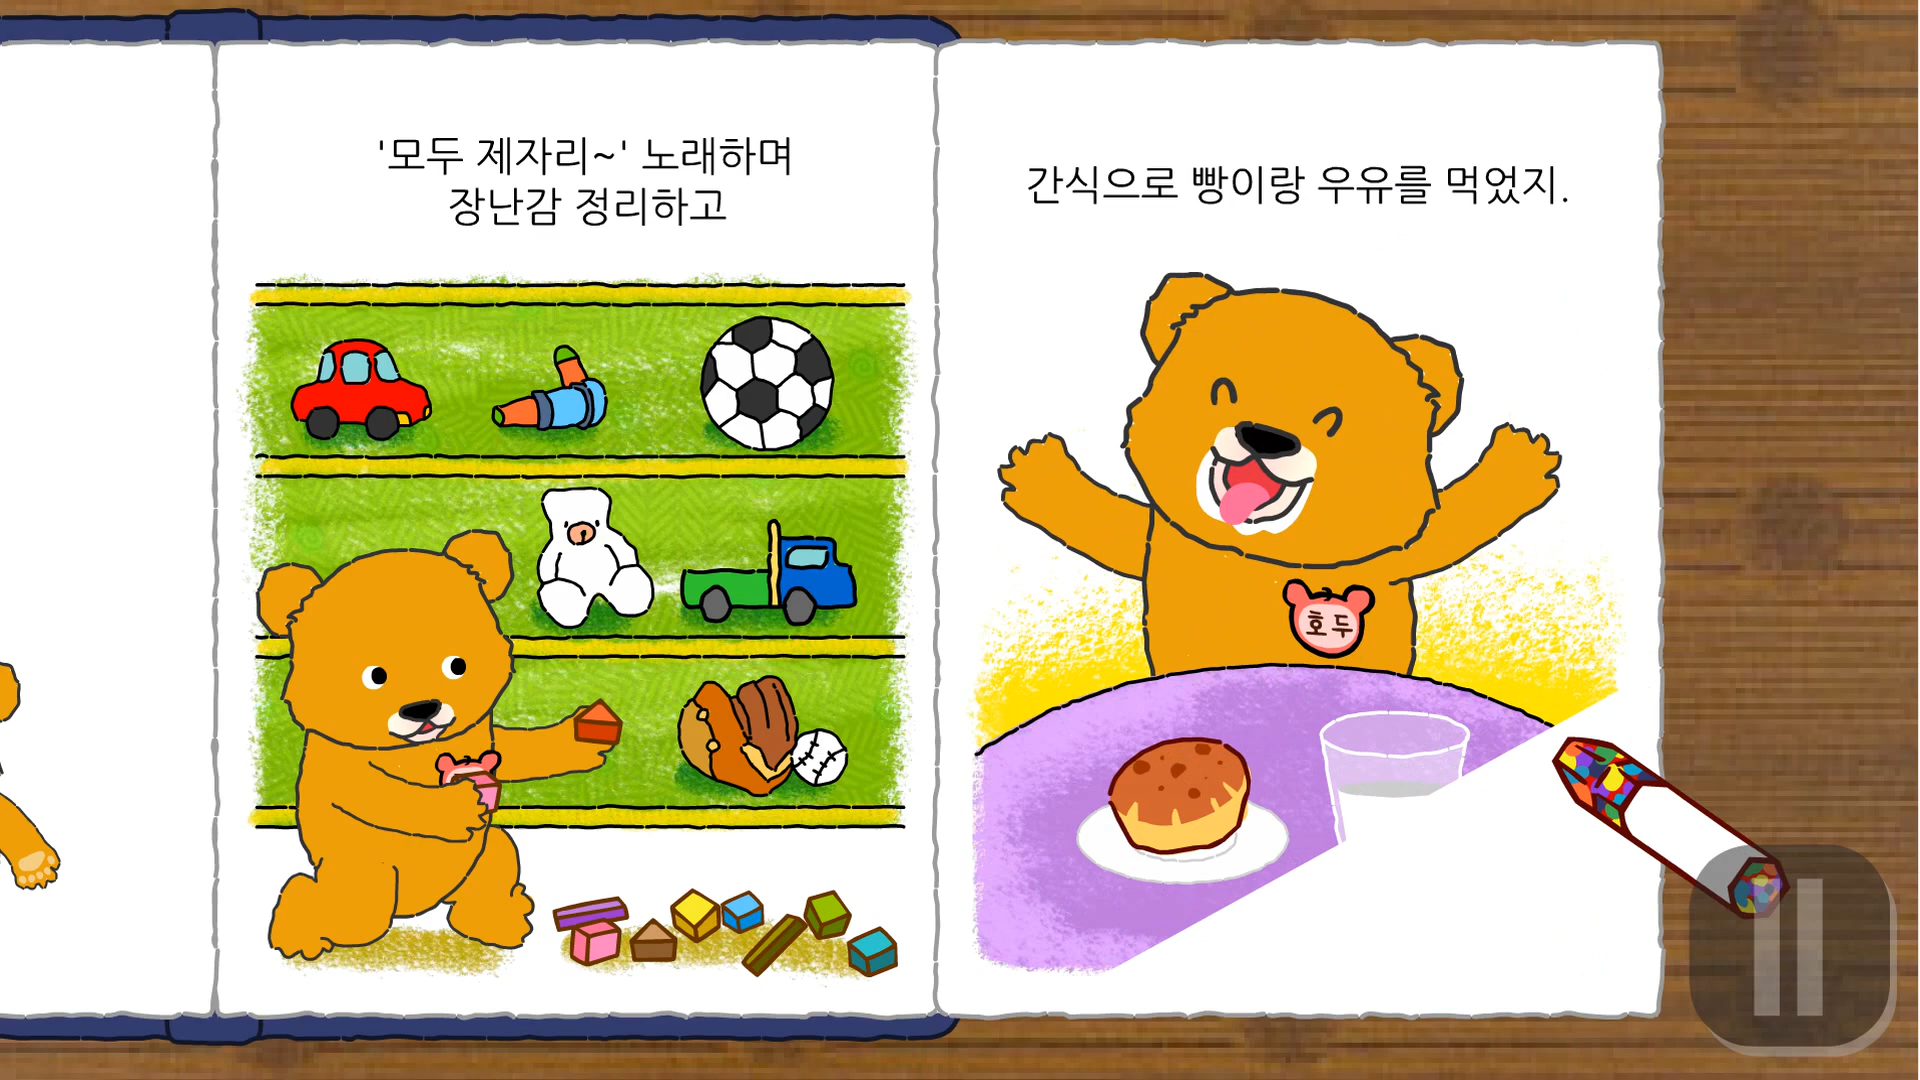 '모두 제자리~' 노래하며
장난감 정리하고
간식으로 빵이랑 우유를 먹었지.
호두